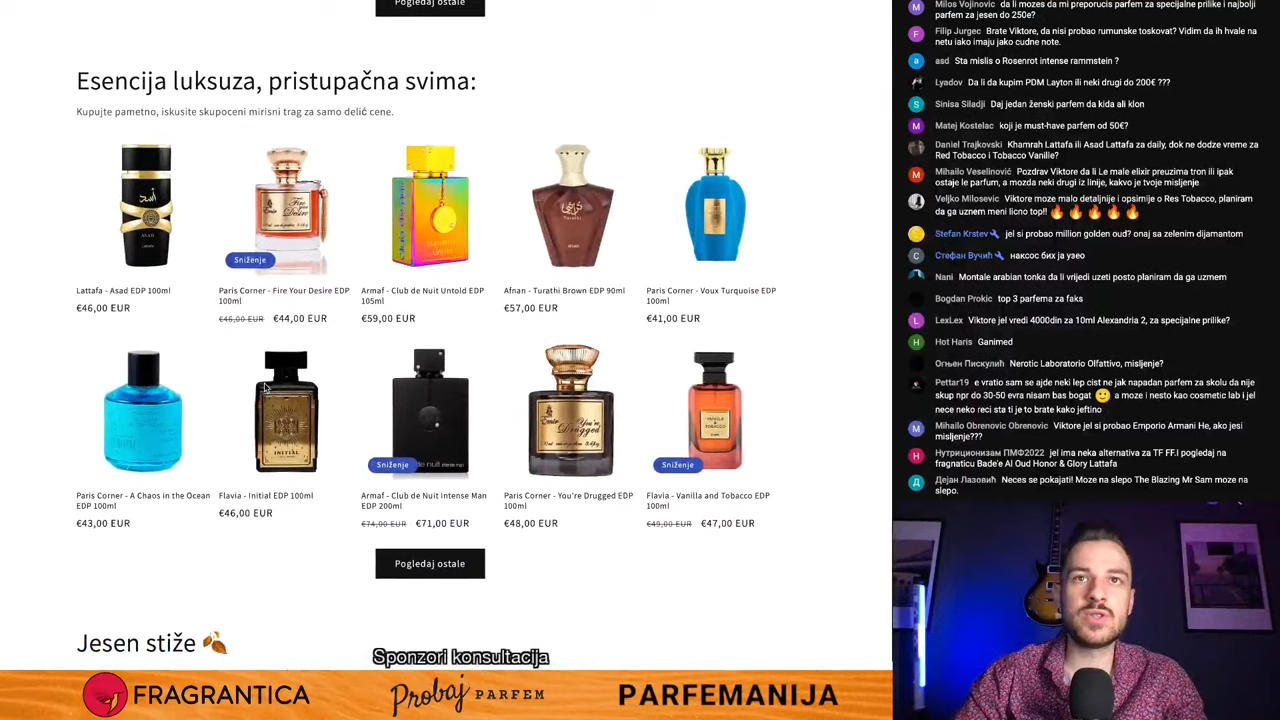 Pogledaj ostale
Esencija luksuza, pristupačna svima:
Kupujte pametno, iskusite skupoceni mirisni trag za samo delić cene.
Sniženje
Lattafa - Asad EDP 100ml
€46,00 EUR
Paris Corner - Fire Your Desire EDP
100ml
€46,00 EUR €44,00 EUR
Armaf - Club de Nuit Untold EDP
105ml
€59,00 EUR
Afnan - Turathi Brown EDP 90ml
€57,00 EUR
Paris Corner - Voux Turquoise EDP
100ml
€41,00 EUR
INITIAL
You're
Drugged
VANILLA
TOBACCO
Sniženje
Sniženje
Paris Corner - A Chaos in the Ocean
EDP 100ml
€43,00 EUR
Flavia - Initial EDP 100ml
€46,00 EUR
Armaf - Club de Nuit Intense Man
EDP 200ml
€74,00 EUR €71,00 EUR
Paris Corner - You're Drugged EDP
100ml
€48,00 EUR
Flavia - Vanilla and Tobacco EDP
100ml
€49,00 EUR €47,00 EUR
Pogledaj ostale
Jesen stiže
Sponzori konsultacija
FRAGRANTICA
Probaj PARFEM
PARFEMANIJA
Milos Vojinovic da li mozes da mi preporucis parfem za specijalne prilike i najbolji
parfem za jesen do 250e?
Filip Jurgec Brate Viktore, da nisi probao rumunske toskovat? Vidim da ih hvale na
netu iako imaju jako cudne note.
asd Sta mislis o Rosenrot intense rammstein ?
Łyadov Da li da kupim PDM Layton ili neki drugi do 200€ ???
Sinisa Siladji Daj jedan ženski parfem da kida ali klon
Matej Kostelac koji je must-have parfem od 50€?
Daniel Trajkovski Khamrah Lattafa ili Asad Lattafa za daily, dok ne dodze vreme za
Red Tobacco i Tobacco Vanille?
Mihailo Veselinović Pozdrav Viktore da li Le male elixir preuzima tron ili ipak
ostaje le parfum, a mozda neki drugi iz linije, kakvo je tvoje misljenje
Veljko Milosevic Viktore moze malo detaljnije i opsirnije o Res Tobacco, planiram
da ga uznem meni licno top!!
Stefan Krstev jel si probao million golden oud? onaj sa zelenim dijamantom
Стефан Вучић наксос бих ја узео
Nani Montale arabian tonka da li vrijedi uzeti posto planiram da ga uzmem
Bogdan Prokic top 3 parfema za faks
LexLex Viktore jel vredi 4000din za 10ml Alexandria 2, za specijalne prilike?
Hot Haris Ganimed
Огњен Пискулић Nerotic Laboratorio Olfattivo, misljenje?
Pettar19 e vratio sam se ajde neki lep cist ne jak napadan parfem za skolu da nije
skup npr do 30-50 evra nisam bas bogat a moze i nesto kao cosmetic lab i jel
nece neko reci sta ti je to brate kako jeftino
Mihailo Obrenovic Obrenovic Viktore jel si probao Emporio Armani He, ako jesi
misljenje???
Нутриционизам ПМФ2022 jel ima neka alternativa za TF FF.I pogledaj na
fragnaticu Bade'e Al Oud Honor & Glory Lattafa
Дејан Лазовић Neces se pokajati! Moze na slepo The Blazing Mr Sam moze na
slepo.